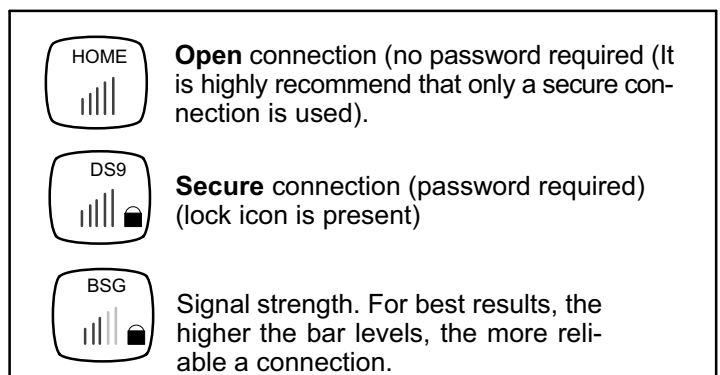 HOME
Open connection (no password required (It
is highly recommend that only a secure con-
nection is used).
DS9
Secure connection (password required)
(lock icon is present)
BSG
Signal strength. For best results, the
higher the bar levels, the more reli-
able a connection.